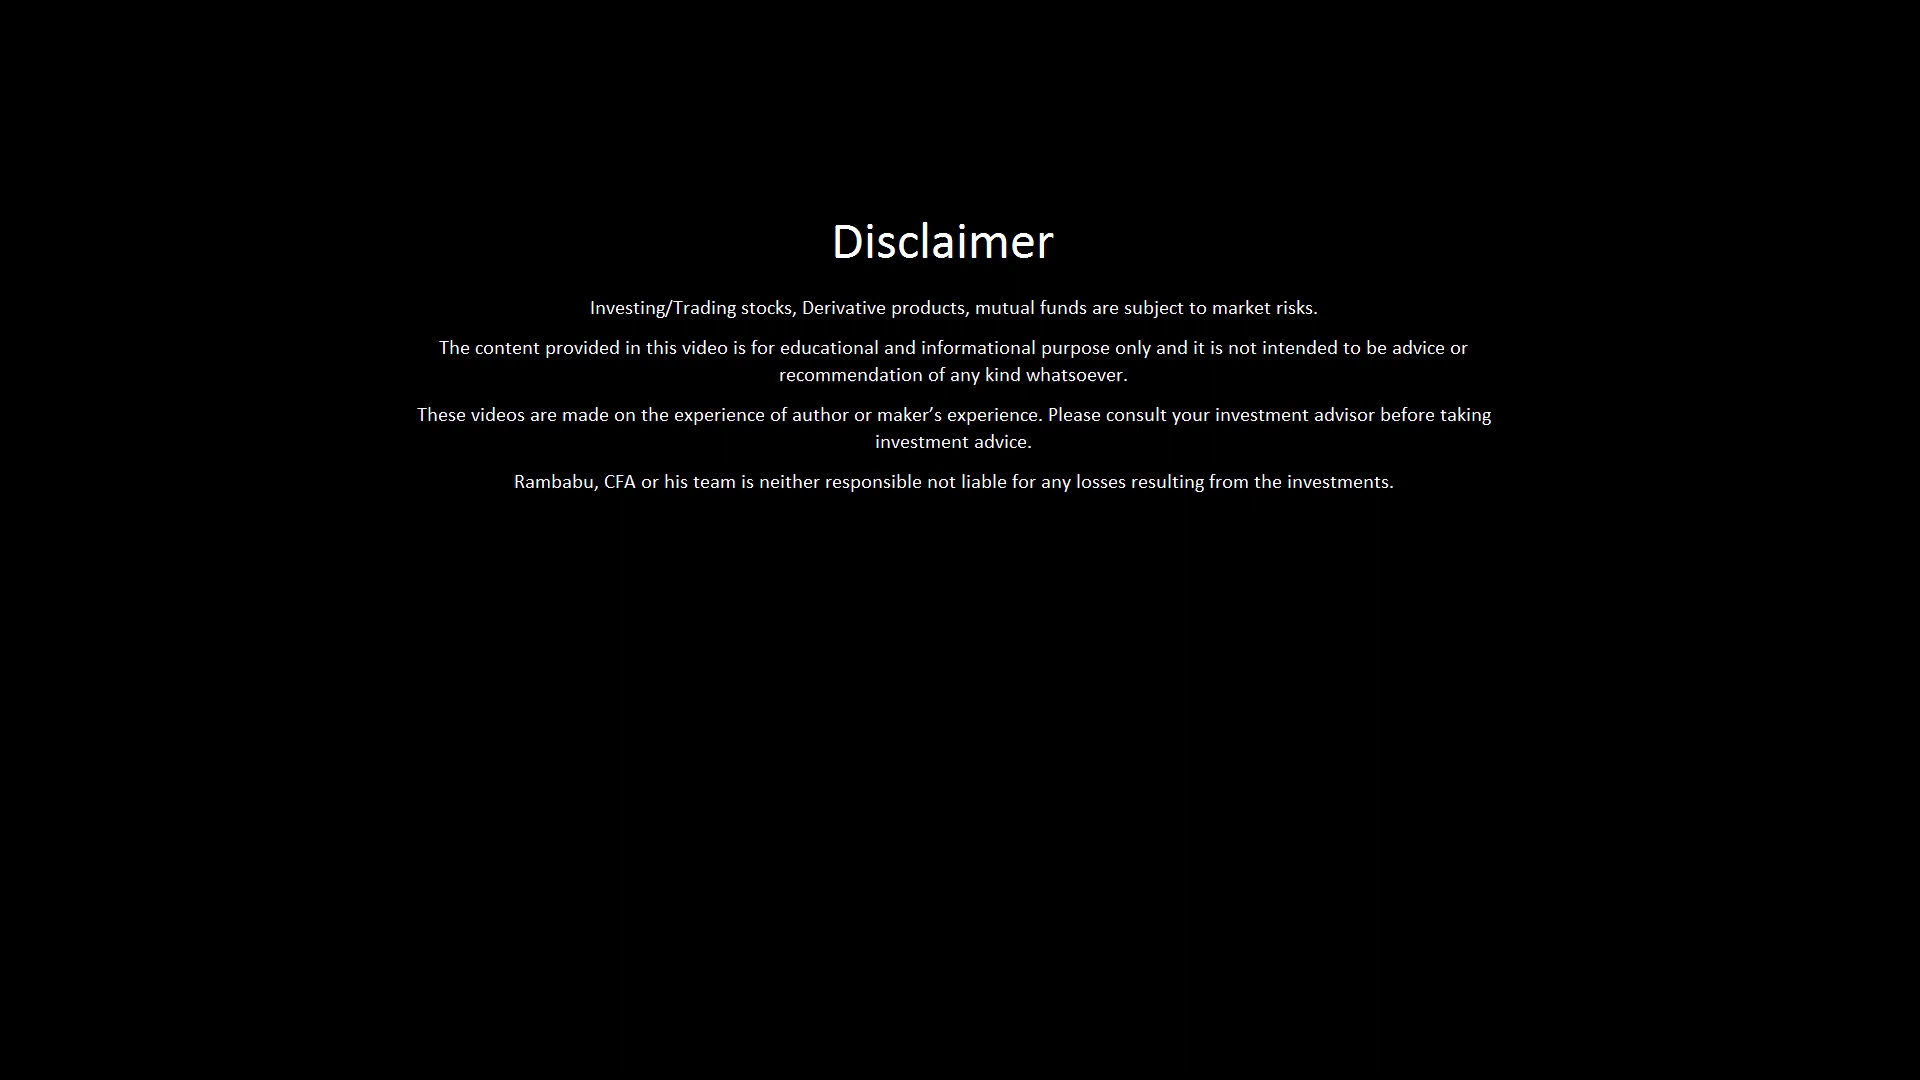 Disclaimer
Investing/Trading stocks, Derivative products, mutual funds are subject to market risks.
The content provided in this video is for educational and informational purpose only and it is not intended to be advice or
recommendation of any kind whatsoever.
These videos are made on the experience of author or maker’s experience. Please consult your investment advisor before taking
investment advice.
Rambabu, CFA or his team is neither responsible not liable for any losses resulting from the investments.